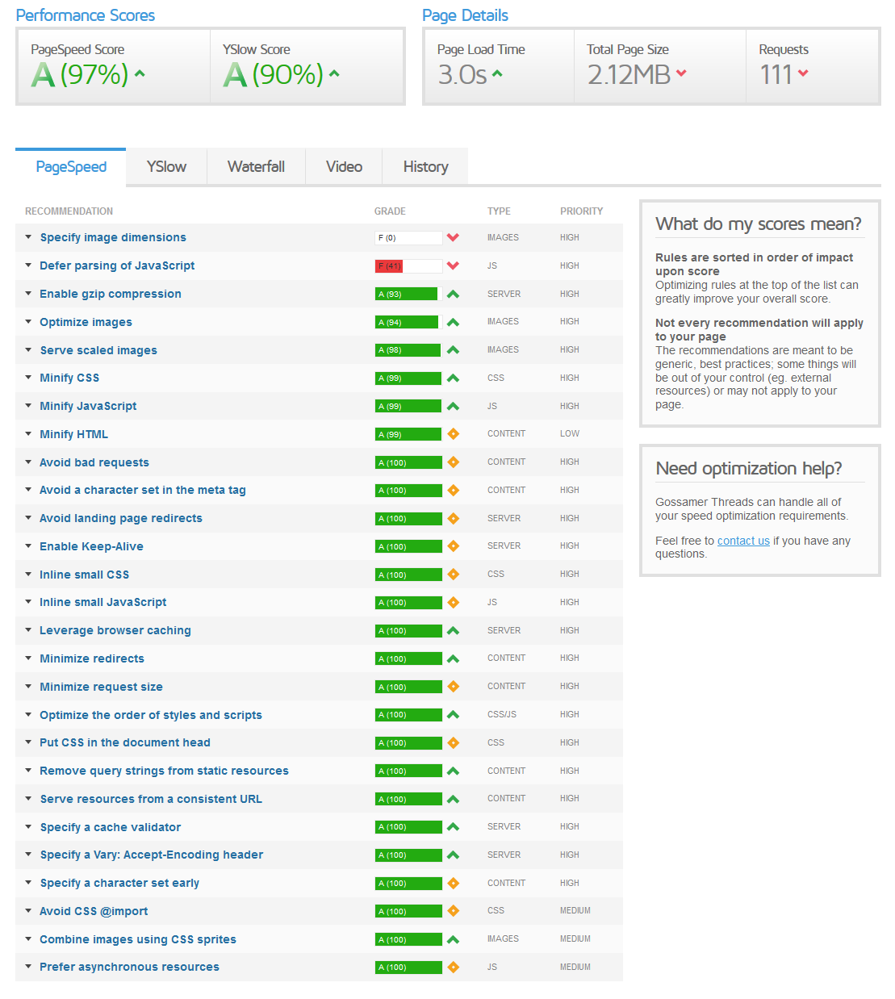 Performance Scores
Page Details
PageSpeed Score
YSlow Score
Page Load Time
Total Page Size
Requests
A (97%)
A (90%)
3.0s
2.12MB
111
PageSpeed YSlow Waterfall Video History
RECOMMENDATION GRADE TYPE PRIORITY
Specify image dimensions F (0) IMAGES HIGH
Defer parsing of JavaScript F (41) JS HIGH
Enable gzip compression A (93) SERVER HIGH
Optimize images A (94) IMAGES HIGH
Serve scaled images A (98) IMAGES HIGH
Minify CSS A (99) CSS HIGH
Minify JavaScript A (99) JS HIGH
Minify HTML A (99) CONTENT LOW
Avoid bad requests A (100) CONTENT HIGH
Avoid a character set in the meta tag A (100) CONTENT HIGH
Avoid landing page redirects A (100) SERVER HIGH
Enable Keep-Alive A (100) SERVER HIGH
Inline small CSS A (100) CSS HIGH
Inline small JavaScript A (100) JS HIGH
Leverage browser caching A (100) SERVER HIGH
Minimize redirects A (100) CONTENT HIGH
Minimize request size A (100) CONTENT HIGH
Optimize the order of styles and scripts A (100) CSS/JS HIGH
Put CSS in the document head A (100) CSS HIGH
Remove query strings from static resources A (100) CONTENT HIGH
Serve resources from a consistent URL A (100) CONTENT HIGH
Specify a cache validator A (100) SERVER HIGH
Specify a Vary: Accept-Encoding header A (100) SERVER HIGH
Specify a character set early A (100) CONTENT HIGH
Avoid CSS @import A (100) CSS MEDIUM
Combine images using CSS sprites A (100) IMAGES MEDIUM
Prefer asynchronous resources A (100) JS MEDIUM
What do my scores mean?
Rules are sorted in order of impact
upon score
Optimizing rules at the top of the list can
greatly improve your overall score.
Not every recommendation will apply
to your page
The recommendations are meant to be
generic, best practices; some things will
be out of your control (eg. external
resources) or may not apply to your
page.
Need optimization help?
Gossamer Threads can handle all of
your speed optimization requirements.
Feel free to contact us if you have any
questions.